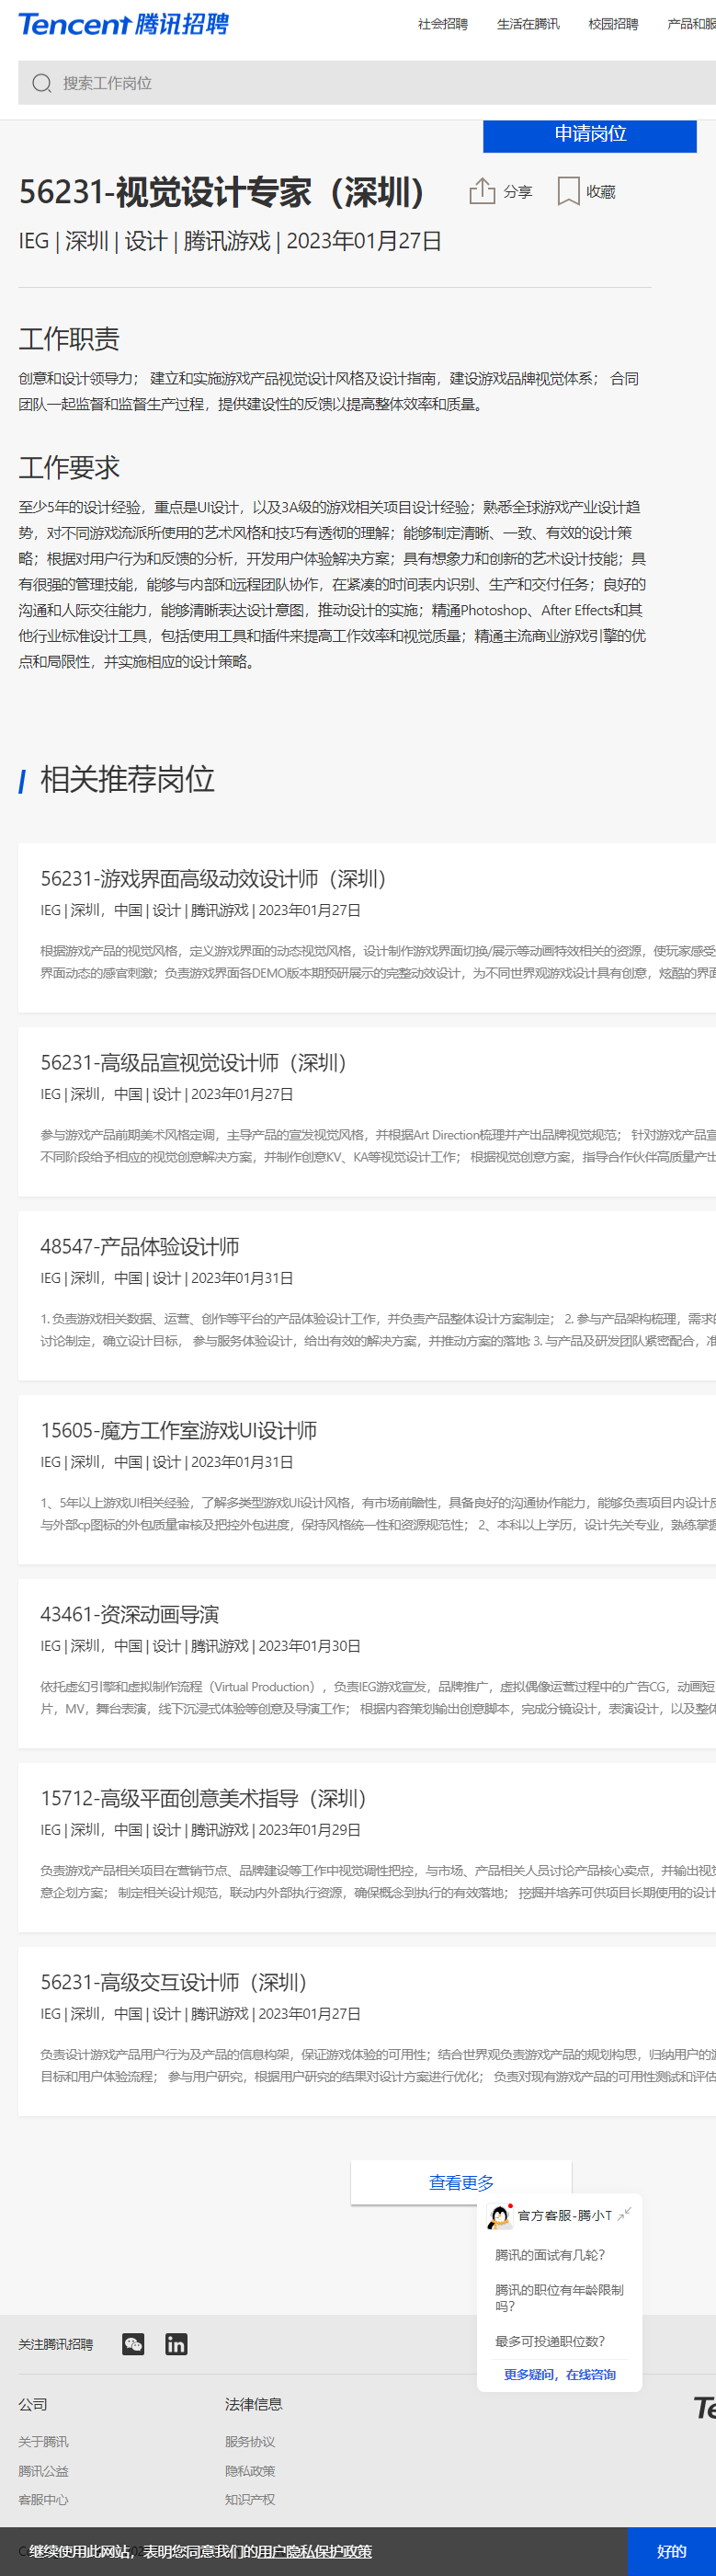 Tencent 腾讯招聘
社会招聘 生活在腾讯 校园招聘 产品和服
搜索工作岗位
申请岗位
56231-视觉设计专家（深圳） 分享 收藏
IEG | 深圳 | 设计 | 腾讯游戏 | 2023年01月27日
工作职责
创意和设计领导力； 建立和实施游戏产品视觉设计风格及设计指南，建设游戏品牌视觉体系； 合同
团队一起监督和监督生产过程，提供建设性的反馈以提高整体效率和质量。
工作要求
至少5年的设计经验，重点是UI设计，以及3A级的游戏相关项目设计经验；熟悉全球游戏产业设计趋
势，对不同游戏流派所使用的艺术风格和技巧有透彻的理解；能够制定清晰、一致、有效的设计策
略；根据对用户行为和反馈的分析，开发用户体验解决方案；具有想象力和创新的艺术设计技能；具
有很强的管理技能，能够与内部和远程团队协作，在紧凑的时间表内识别、生产和交付任务；良好的
沟通和人际交往能力，能够清晰表达设计意图，推动设计的实施；精通Photoshop、After Effects和其
他行业标准设计工具，包括使用工具和插件来提高工作效率和视觉质量；精通主流商业游戏引擎的优
点和局限性，并实施相应的设计策略。
相关推荐岗位
56231-游戏界面高级动效设计师（深圳）
IEG | 深圳，中国 | 设计 | 腾讯游戏 | 2023年01月27日
根据游戏产品的视觉风格，定义游戏界面的动态视觉风格，设计制作游戏界面切换/展示等动画特效相关的资源，使玩家感受
界面动态的感官刺激；负责游戏界面各DEMO版本期预研展示的完整动效设计，为不同世界观游戏设计具有创意，炫酷的界面
56231-高级品宣视觉设计师（深圳）
IEG | 深圳，中国 | 设计 | 2023年01月27日
参与游戏产品前期美术风格定调，主导产品的宣发视觉风格，并根据Art Direction梳理并产出品牌视觉规范； 针对游戏产品宣
不同阶段给予相应的视觉创意解决方案，并制作创意KV、KA等视觉设计工作； 根据视觉创意方案，指导合作伙伴高质量产出
48547-产品体验设计师
IEG | 深圳，中国 | 设计 | 2023年01月31日
1. 负责游戏相关数据、运营、创作等平台的产品体验设计工作，并负责产品整体设计方案制定； 2. 参与产品架构梳理，需求的
讨论制定，确立设计目标， 参与服务体验设计，给出有效的解决方案，并推动方案的落地; 3. 与产品及研发团队紧密配合，准
15605-魔方工作室游戏UI设计师
IEG | 深圳，中国 | 设计 | 2023年01月31日
1、5年以上游戏UI相关经验，了解多类型游戏UI设计风格，有市场前瞻性，具备良好的沟通协作能力，能够负责项目内设计反
与外部cp图标的外包质量审核及把控外包进度，保持风格统一性和资源规范性； 2、本科以上学历，设计先关专业，熟练掌握
43461-资深动画导演
IEG | 深圳，中国 | 设计 | 腾讯游戏 | 2023年01月30日
依托虚幻引擎和虚拟制作流程（Virtual Production），负责IEG游戏宣发，品牌推广，虚拟偶像运营过程中的广告CG，动画短
片，MV，舞台表演，线下沉浸式体验等创意及导演工作； 根据内容策划输出创意脚本，完成分镜设计，表演设计，以及整体
15712-高级平面创意美术指导（深圳）
IEG | 深圳，中国 | 设计 | 腾讯游戏 | 2023年01月29日
负责游戏产品相关项目在营销节点、品牌建设等工作中视觉调性把控，与市场、产品相关人员讨论产品核心卖点，并输出视觉
意企划方案； 制定相关设计规范，联动内外部执行资源，确保概念到执行的有效落地； 挖掘并培养可供项目长期使用的设计
56231-高级交互设计师（深圳）
IEG | 深圳，中国 | 设计 | 腾讯游戏 | 2023年01月27日
负责设计游戏产品用户行为及产品的信息构架，保证游戏体验的可用性；结合世界观负责游戏产品的规划构思，归纳用户的游
目标和用户体验流程； 参与用户研究，根据用户研究的结果对设计方案进行优化； 负责对现有游戏产品的可用性测试和评估
查看更多
官方客服-腾小T
腾讯的面试有几轮？
腾讯的职位有年龄限制
吗？
最多可投递职位数？
更多疑问，在线咨询
关注腾讯招聘
公司 法律信息
关于腾讯 服务协议
腾讯公益 隐私政策
客服中心 知识产权
继续使用此网站，表明您同意我们的用户隐私保护政策 好的